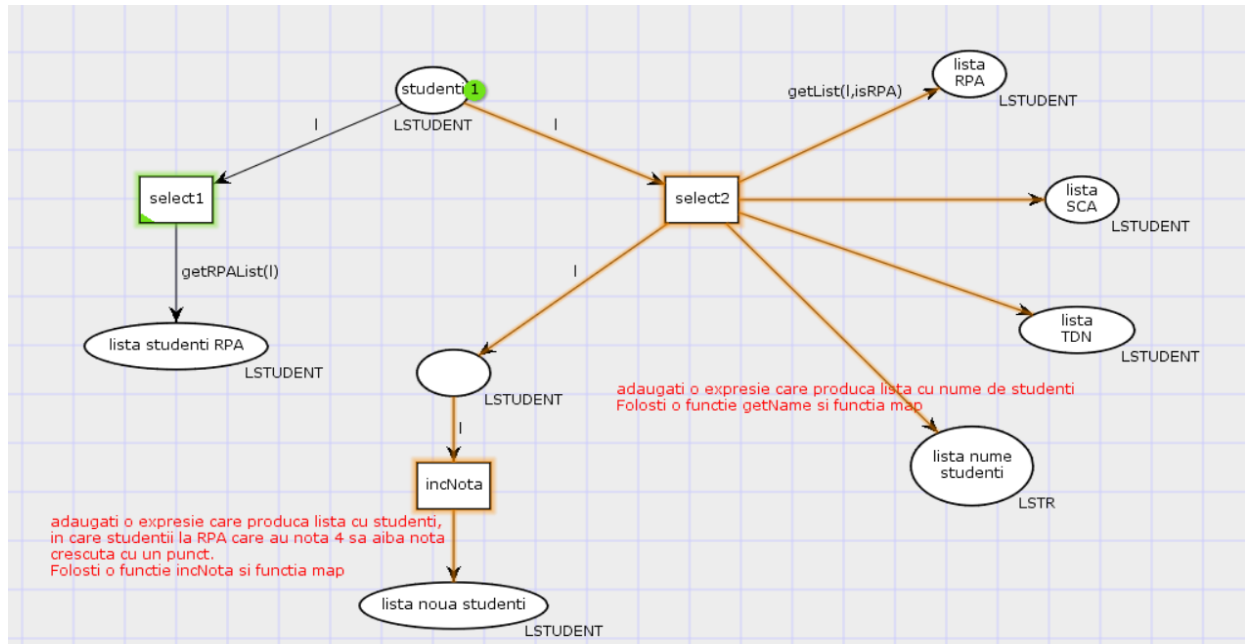 lista
RPA
LSTUDENT
studenti 1
LSTUDENT
getList(l,isRPA)
l
l
select1
select2
lista
SCA
LSTUDENT
getRPAList(l)
l
lista studenti RPA
LSTUDENT
lista
TDN
LSTUDENT
LSTUDENT
adaugati o expresie care produca lista cu nume de studenti
Folosti o functie getName si functia map
l
lista nume
studenti
LSTR
incNota
adaugati o expresie care produca lista cu studenti,
in care studentii la RPA care au nota 4 sa aiba nota
crescuta cu un punct.
Folosti o functie incNota si functia map
lista noua studenti
LSTUDENT